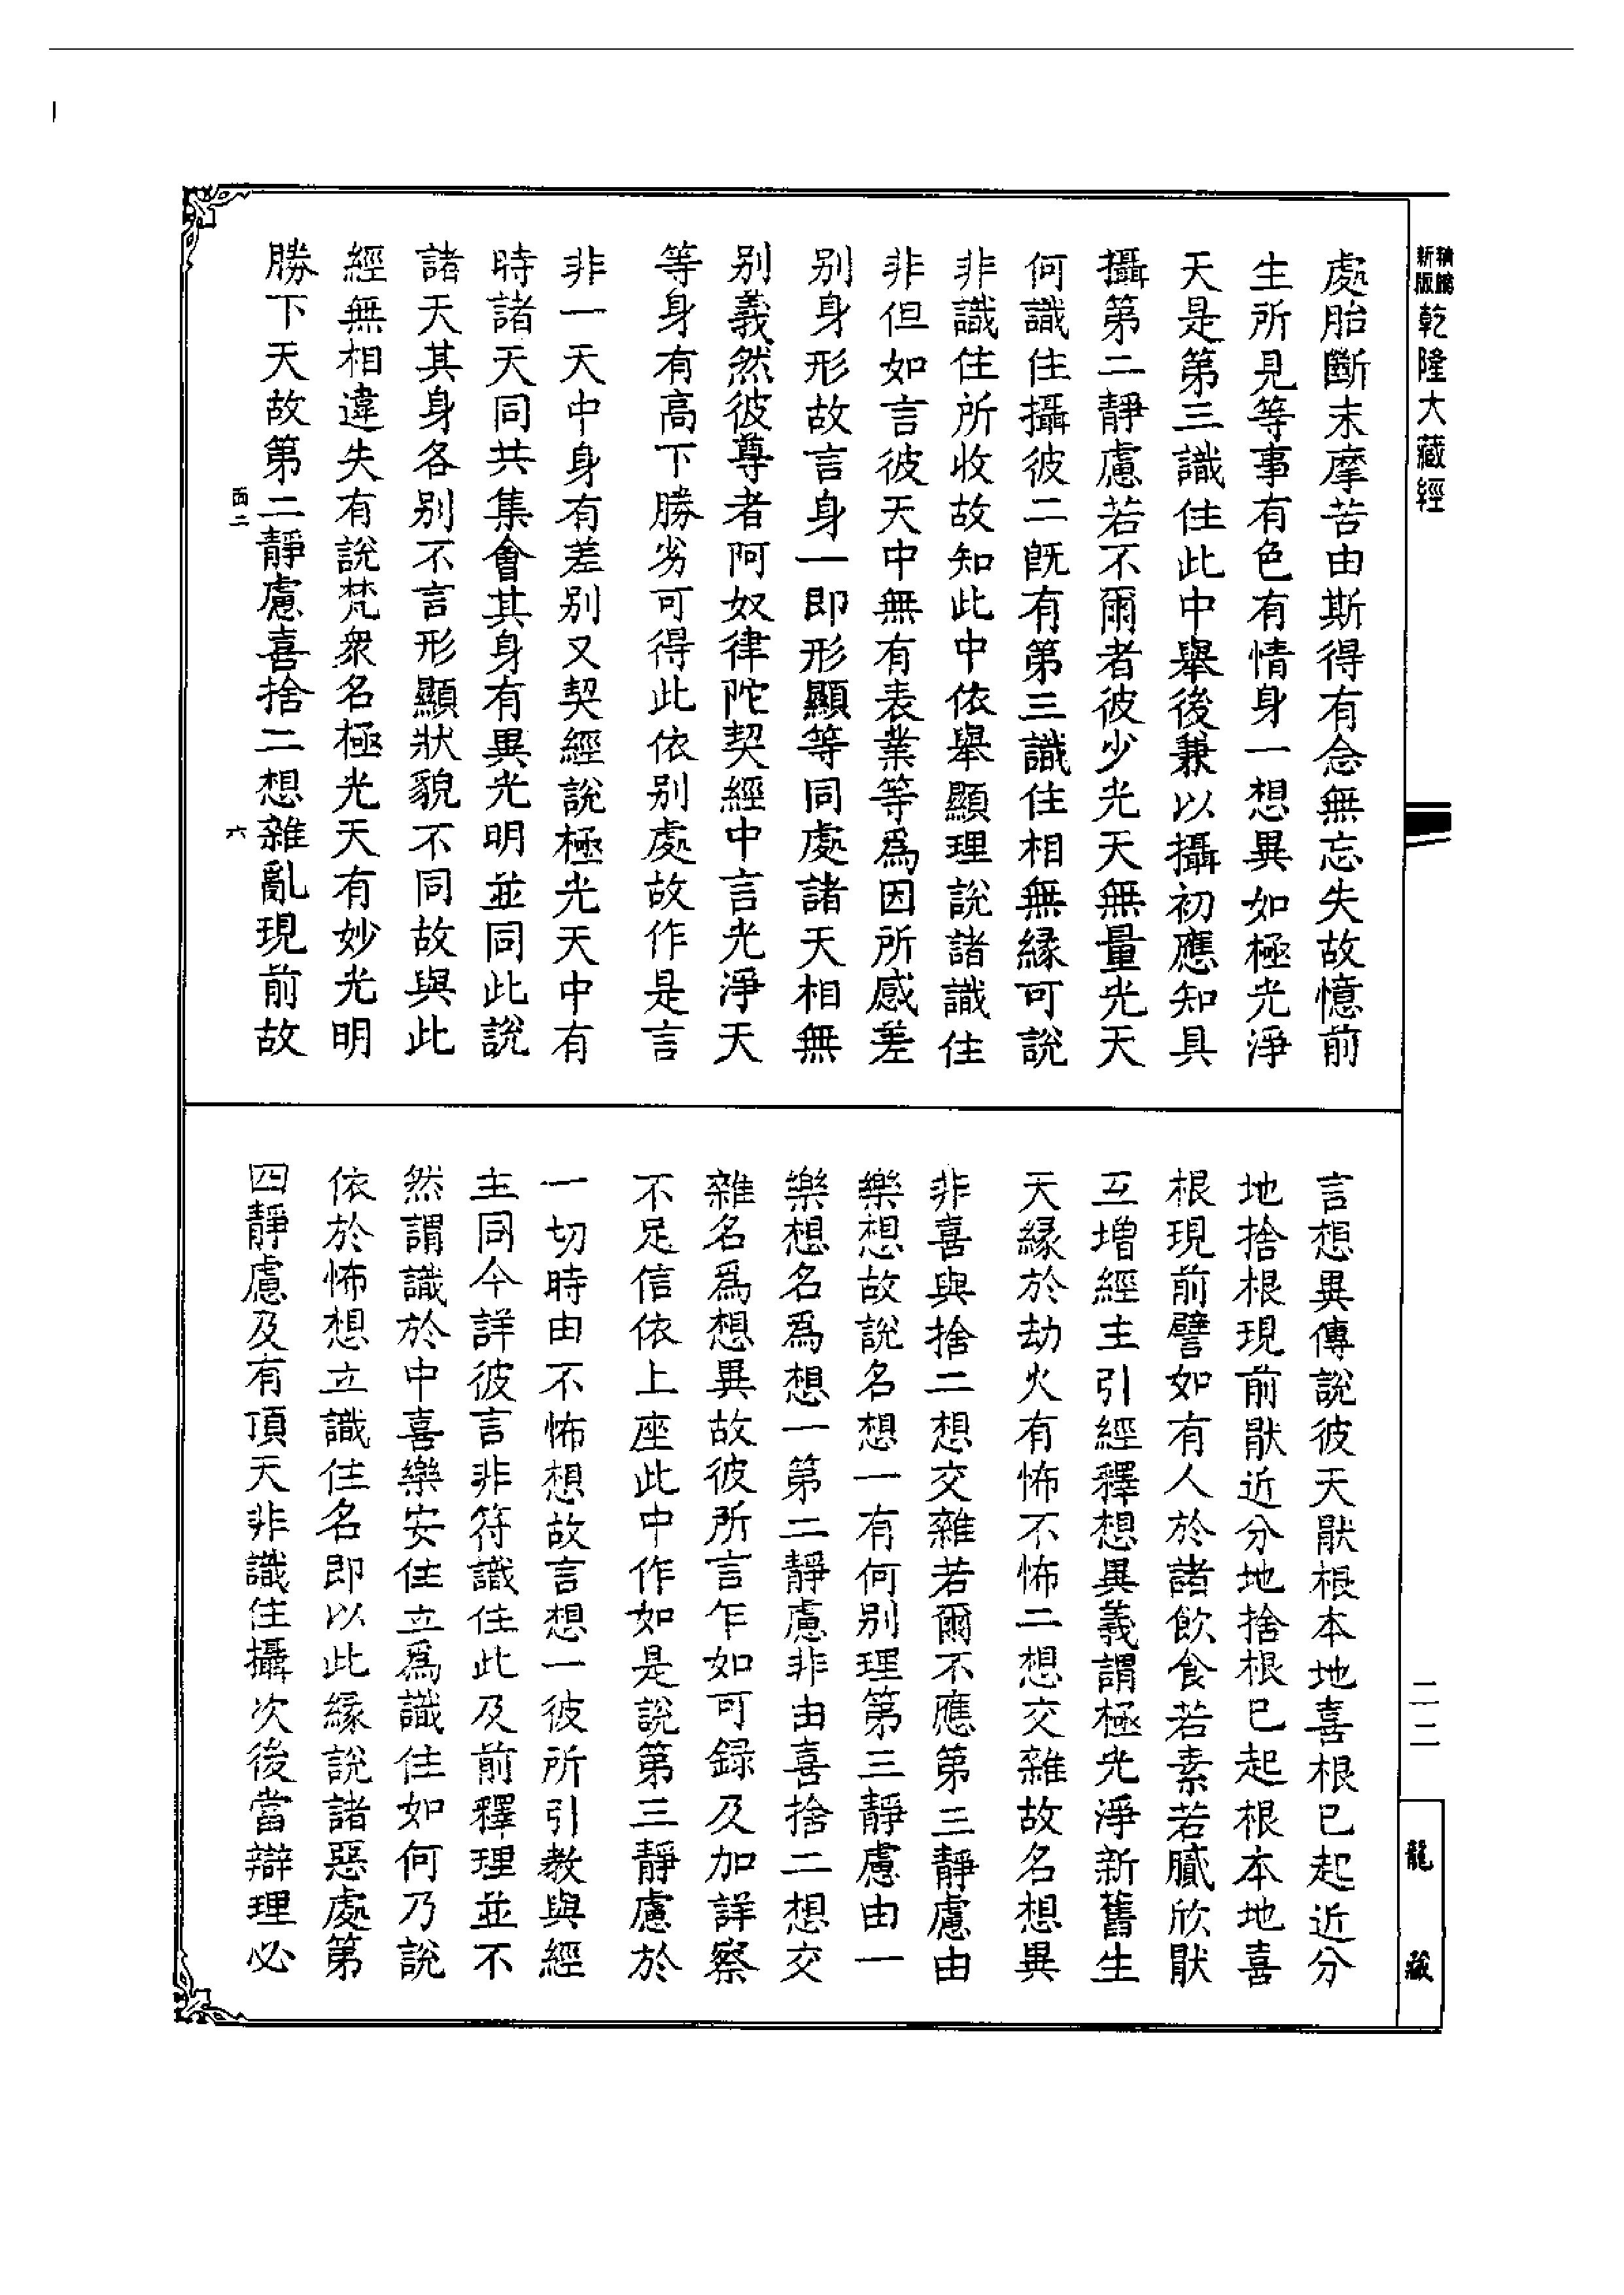 新版
乾隆大藏經
處胎斷末摩苦由斯得有念無忘失故憶前
生所見等事有色有情身一想異如極光淨
天是第三識住此中舉後兼以攝初應知具
攝第二靜慮若不爾者彼少光天無量光天
何識住攝彼二旣有第三識住相無緣可說
非識住所收故知此中依舉顯理說諸識住
非但如言彼天中無有表業等爲因所感差
別身形故言身一即形顯等同處諸天相無
別義然彼尊者阿奴律陀契經中言光淨天
等身有高下勝劣可得此依別處故作是言
非一天中身有差別又契經說極光天中有
時諸天同共集會其身有異光明並同此說
諸天其身各別不言形顯狀貌不同故與此
經無相違失有說梵衆名極光天有妙光明
勝下天故第二靜慮喜捨二想雜亂現前故
六
言想異傳說彼天厭根本地喜根已起近分
地捨根現前厭近分地捨根已起根本地喜
根現前譬如有人於諸飲食若素若膩欣厭
互增經主引經釋想異義謂極光淨新舊生
天緣於劫火有怖不怖二想交雜故名想異
非喜與捨二想交雜若爾不應第三靜慮由
樂想故說名想一有何別理第三靜慮由一
樂想名爲想一第二靜慮非由喜捨二想交
雜名爲想異故彼所言乍如可錄及加詳察
不足信依上座此中作如是說第三靜慮於
一切時由不怖想故言想一彼所引教與經
主同今詳彼言非符識住此及前釋理並不
然謂識於中喜樂安住立爲識住如何乃說
依於怖想立識住名即以此緣說諸惡處第
四靜慮及有頂天非識住攝次後當辯理必
二二
龍藏